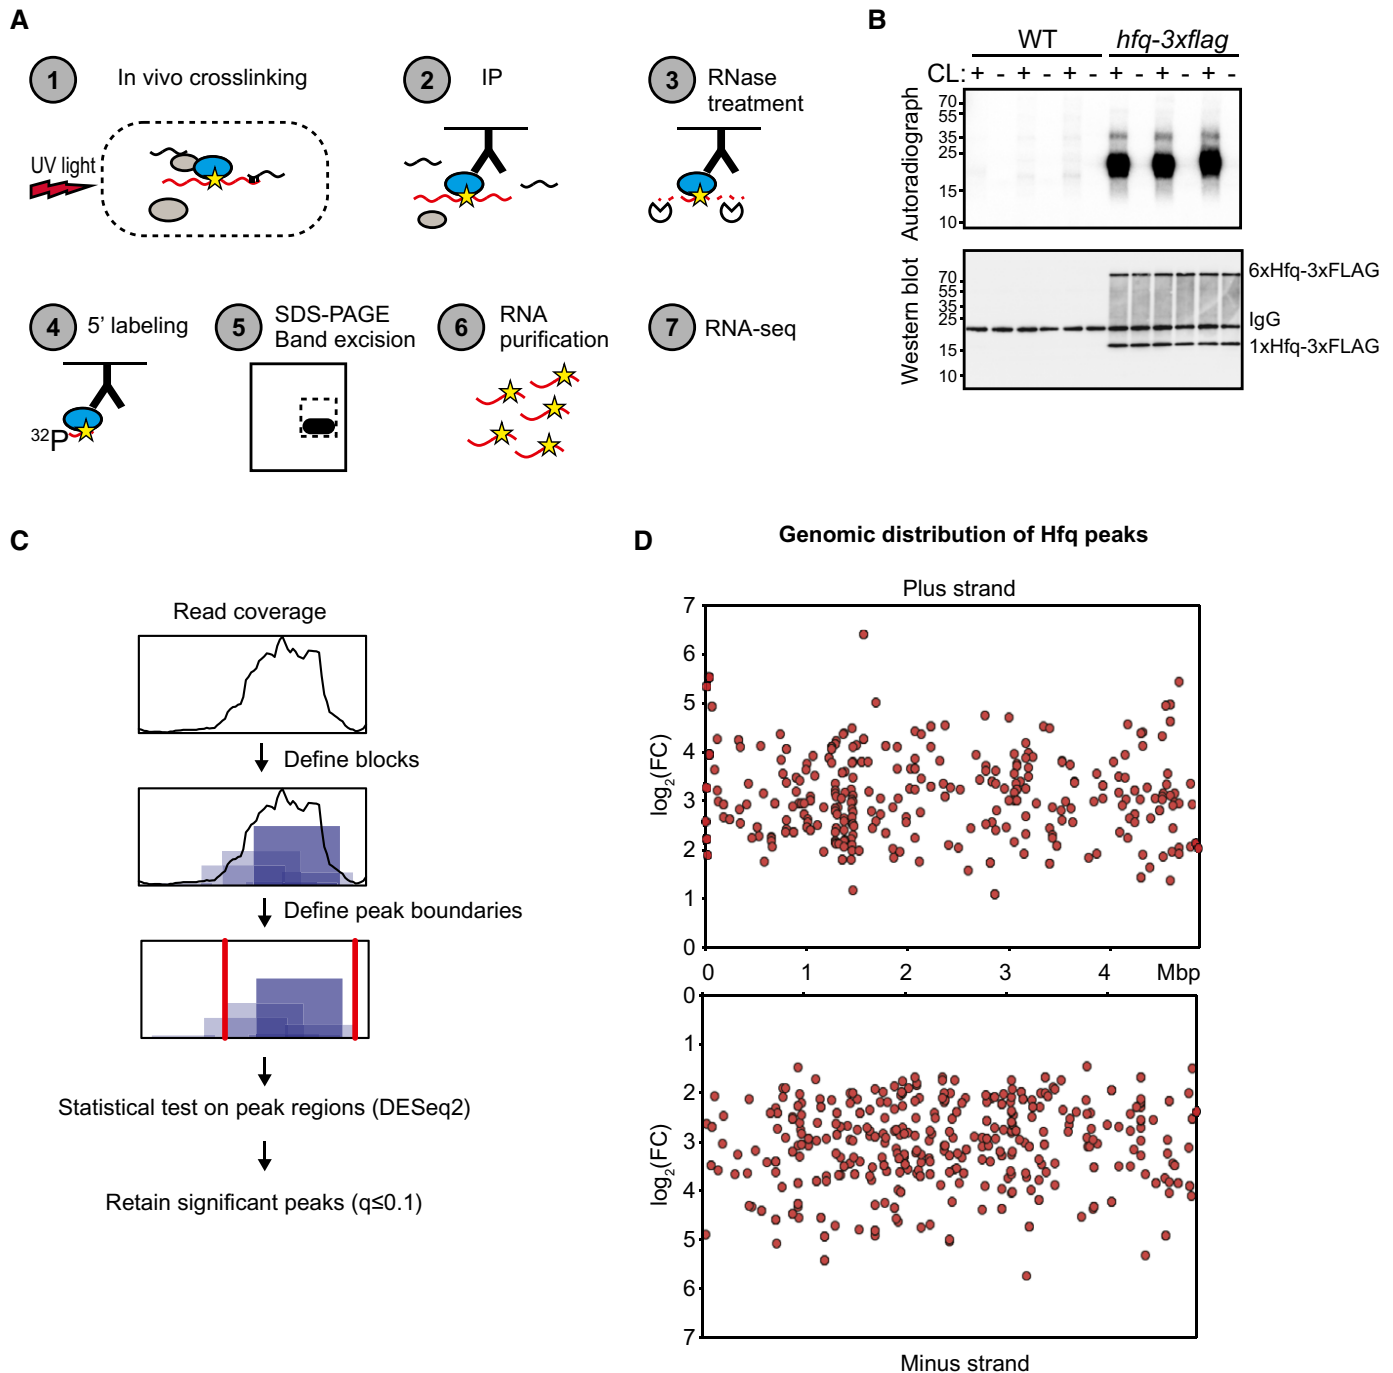 A
1 In vivo crosslinking
UV light
2 IP
3 RNase
treatment
4 5’ labeling
32P
5 SDS-PAGE
Band excision
6 RNA
purification
7 RNA-seq
B
WT hfq-3xflag
CL: + - + - + - + - + - + -
Autoradiograph
70
55
35
25
15
10
Western blot
70
55
35
25
15
10
6xHfq-3xFLAG
IgG
1xHfq-3xFLAG
C
Read coverage
Define blocks
Define peak boundaries
Statistical test on peak regions (DESeq2)
Retain significant peaks (q≤0.1)
D
Genomic distribution of Hfq peaks
Plus strand
log2(FC)
7
6
5
4
3
2
1
0
0 1 2 3 4 Mbp
log2(FC)
0
1
2
3
4
5
6
7
Minus strand